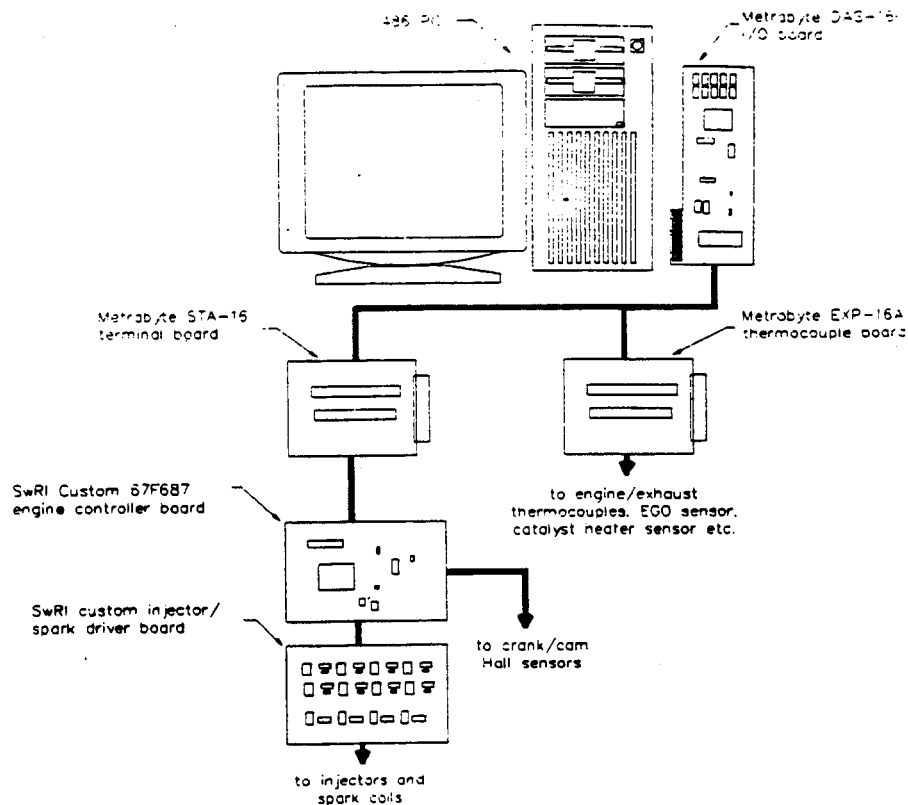 486 PC
Metrabyte DAS-16
I/O board
Metrabyte STA-16
terminal board
Metrabyte EXP-16A
thermocouple board
SwRI Custom 67F687
engine controller board
to engine/exhaust
thermocouples, EGO sensor,
catalyst heater sensor etc.
SwRI custom injector/
spark driver board
to crank/cam
Hall sensors
to injectors and
spark coils